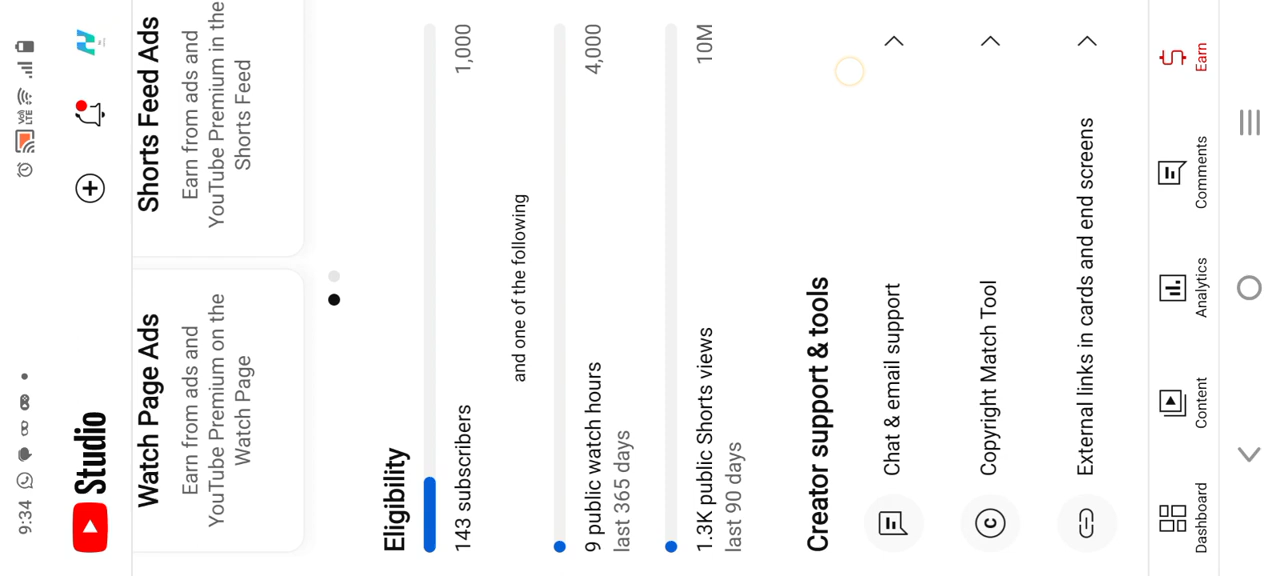 9:34
Vo)
LTE
Studio
Watch Page Ads
Earn from ads and
YouTube Premium on the
Watch Page
Shorts Feed Ads
Earn from ads and
YouTube Premium in the
Shorts Feed
Eligibility
143 subscribers
1,000
and one of the following
9 public watch hours
4,000
last 365 days
1.3K public Shorts views
10M
last 90 days
Creator support & tools
Chat & email support
Copyright Match Tool
External links in cards and end screens
Dashboard
Content
Analytics
Comments
Earn